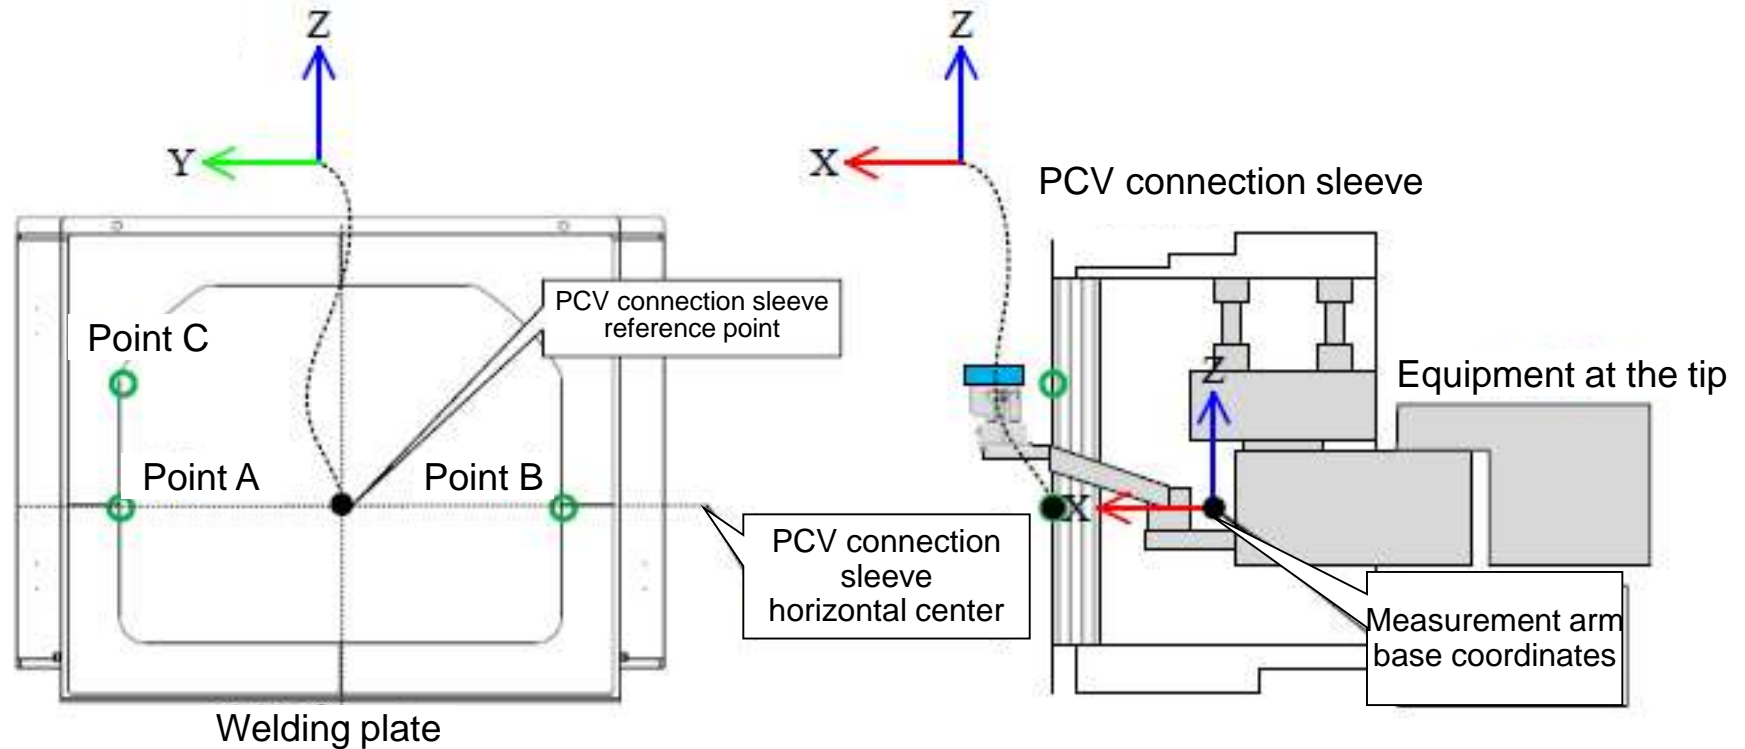 Z
Y
Z
X
PCV connection sleeve
PCV connection sleeve
reference point
Point C
Point A
Point B
PCV connection
sleeve
horizontal center
Welding plate
Z
X
Equipment at the tip
Measurement arm
base coordinates